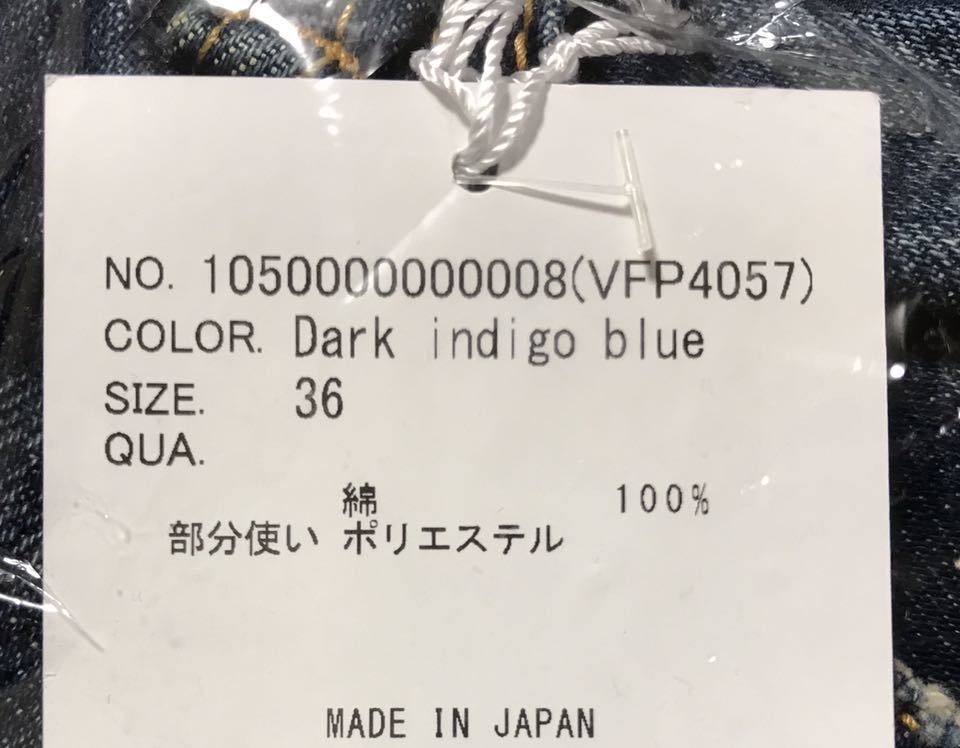 NO. 1050000000008(VFP4057)
COLOR. Dark indigo blue
SIZE. 36
QUA.
綿 100%
部分使い ポリエステル
MADE IN JAPAN